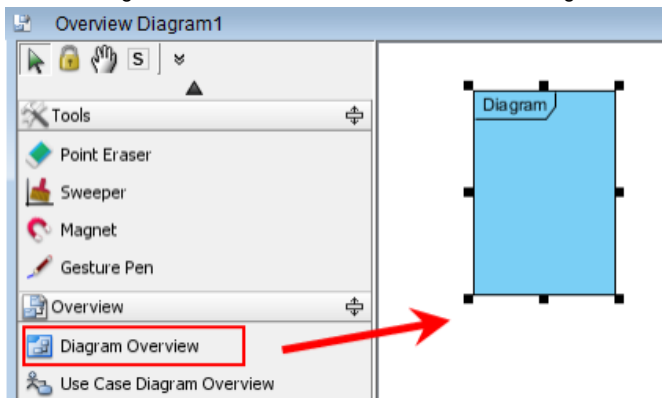 Overview Diagram1
S
Tools
Point Eraser
Sweeper
Magnet
Gesture Pen
Overview
Diagram Overview
Use Case Diagram Overview
Diagram